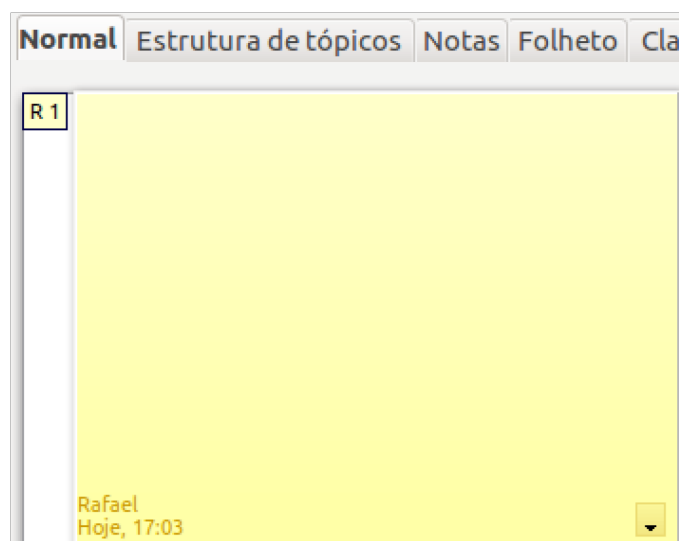 Normal Estrutura de tópicos Notas Folheto Cla
R 1
Rafael
Hoje, 17:03